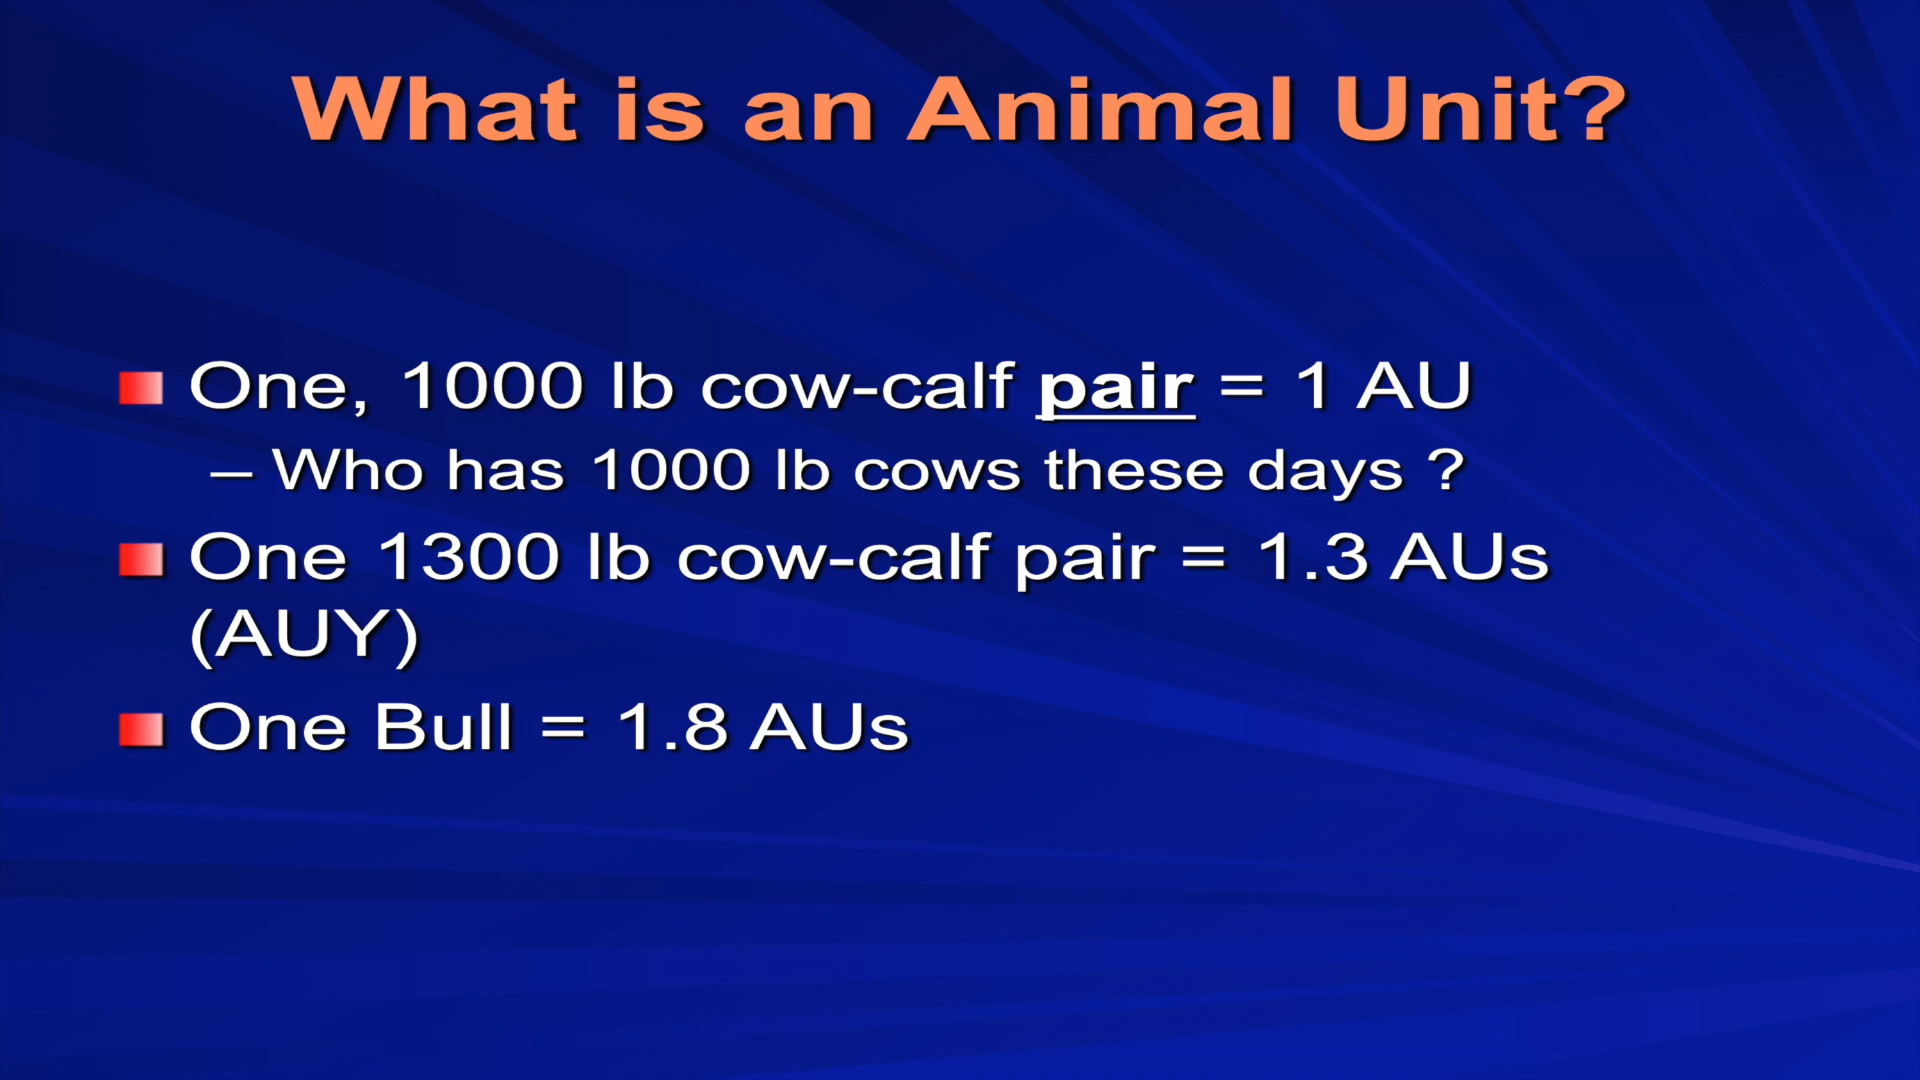 What is an Animal Unit?
One, 1000 lb cow-calf pair = 1 AU
– Who has 1000 lb cows these days ?
One 1300 lb cow-calf pair = 1.3 AUs
(AUY)
One Bull = 1.8 AUs